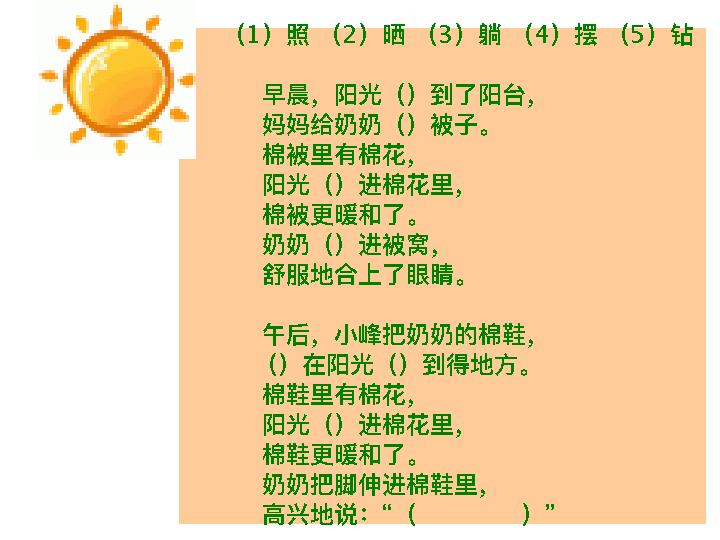 （1）照 （2）晒 （3）躺 （4）摆 （5）钻
早晨，阳光（）到了阳台，
妈妈给奶奶（）被子。
棉被里有棉花，
阳光（）进棉花里，
棉被更暖和了。
奶奶（）进被窝，
舒服地合上了眼睛。
午后，小峰把奶奶的棉鞋，
（）在阳光（）到得地方。
棉鞋里有棉花，
阳光（）进棉花里，
棉鞋更暖和了。
奶奶把脚伸进棉鞋里，
高兴地说：“（ ）”